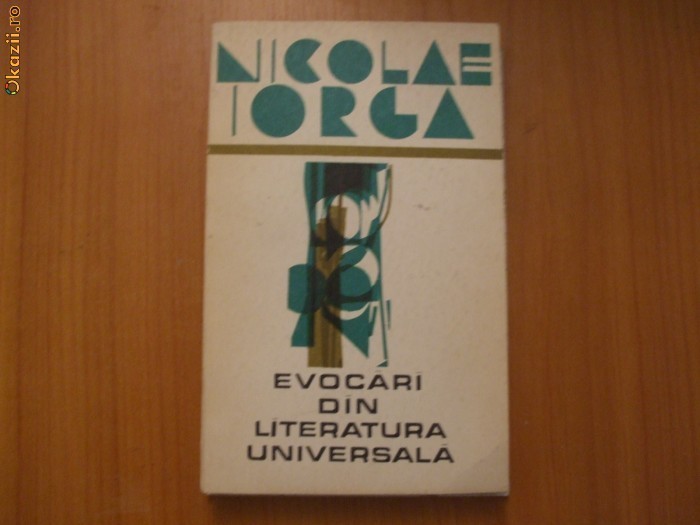 Okazii.ro
NICOLAE
IORGA
EVOCĂRI
DIN
LITERATURA
UNIVERSALĂ